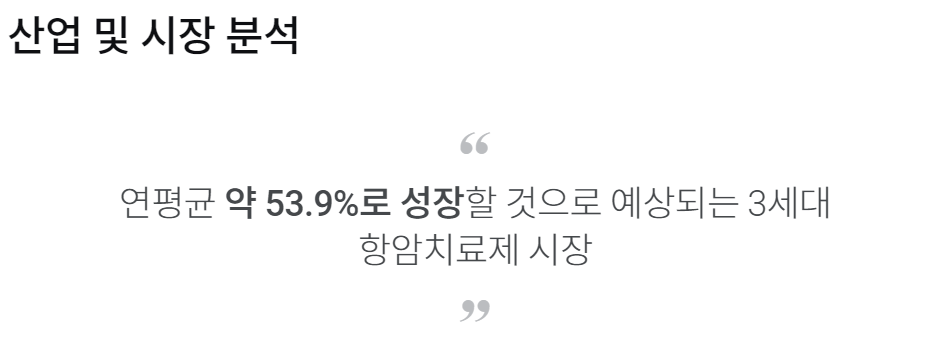 산업 및 시장 분석
“
연평균 약 53.9%로 성장할 것으로 예상되는 3세대
항암치료제 시장
”